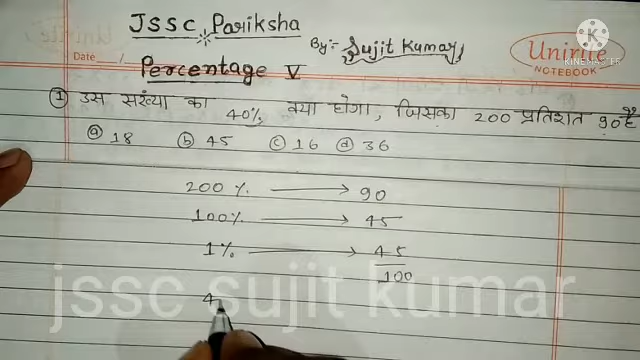 JSSC Pariksha
By:- Sujit Kumar
Unirite
NOTEBOOK
KINEMASTER
Date
Percentage V
① उस संख्या का 40% क्या होगा, जिसका 200 प्रतिशत 90 है
ⓐ 18 ⓑ 45 ⓒ 16 ⓓ 36
200 % → 90
100% → 45
1% → 45
100
4
jssc sujit kumar